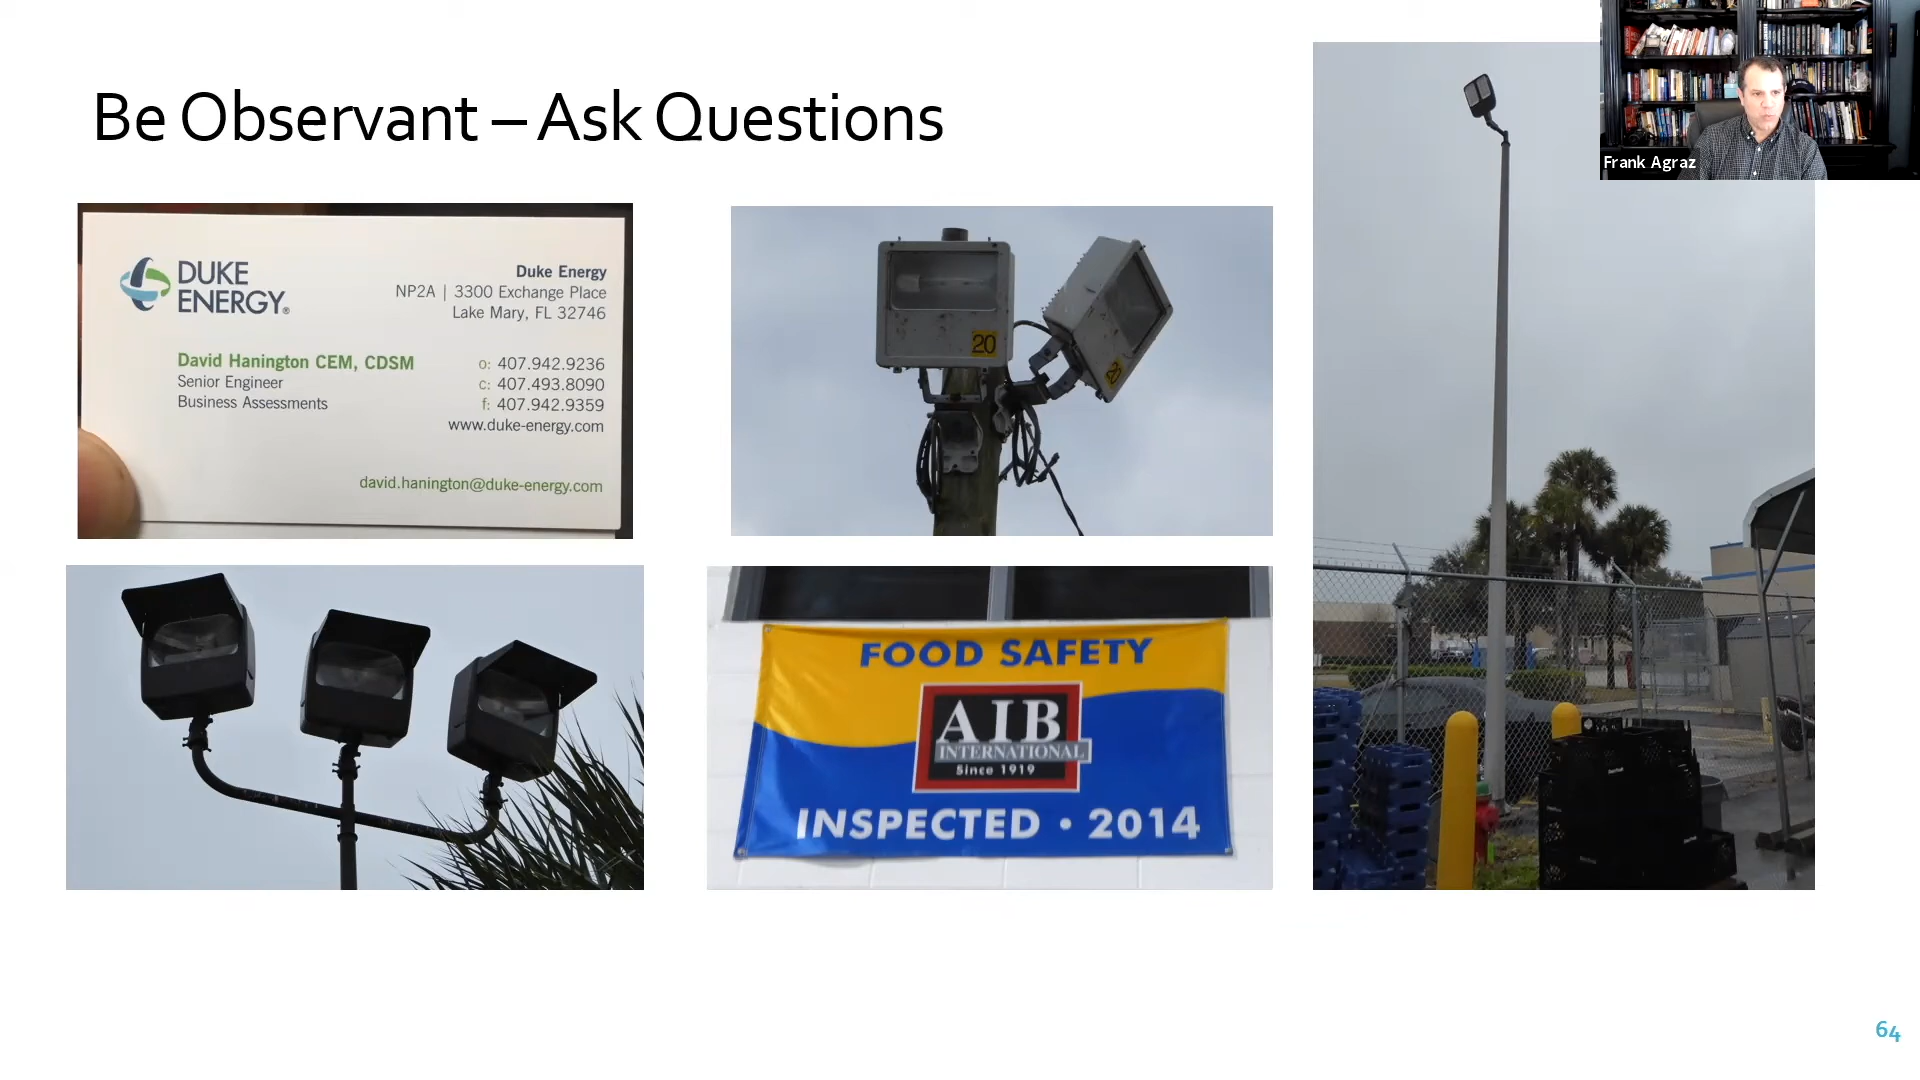 Be Observant – Ask Questions
Frank Agraz
DUKE
ENERGY®
Duke Energy
NP2A | 3300 Exchange Place
Lake Mary, FL 32746
David Hanington CEM, CDSM
Senior Engineer
Business Assessments
o: 407.942.9236
c: 407.493.8090
f: 407.942.9359
www.duke-energy.com
david.hanington@duke-energy.com
20
20
FOOD SAFETY
AIB
INTERNATIONAL
Since 1919
INSPECTED • 2014
64